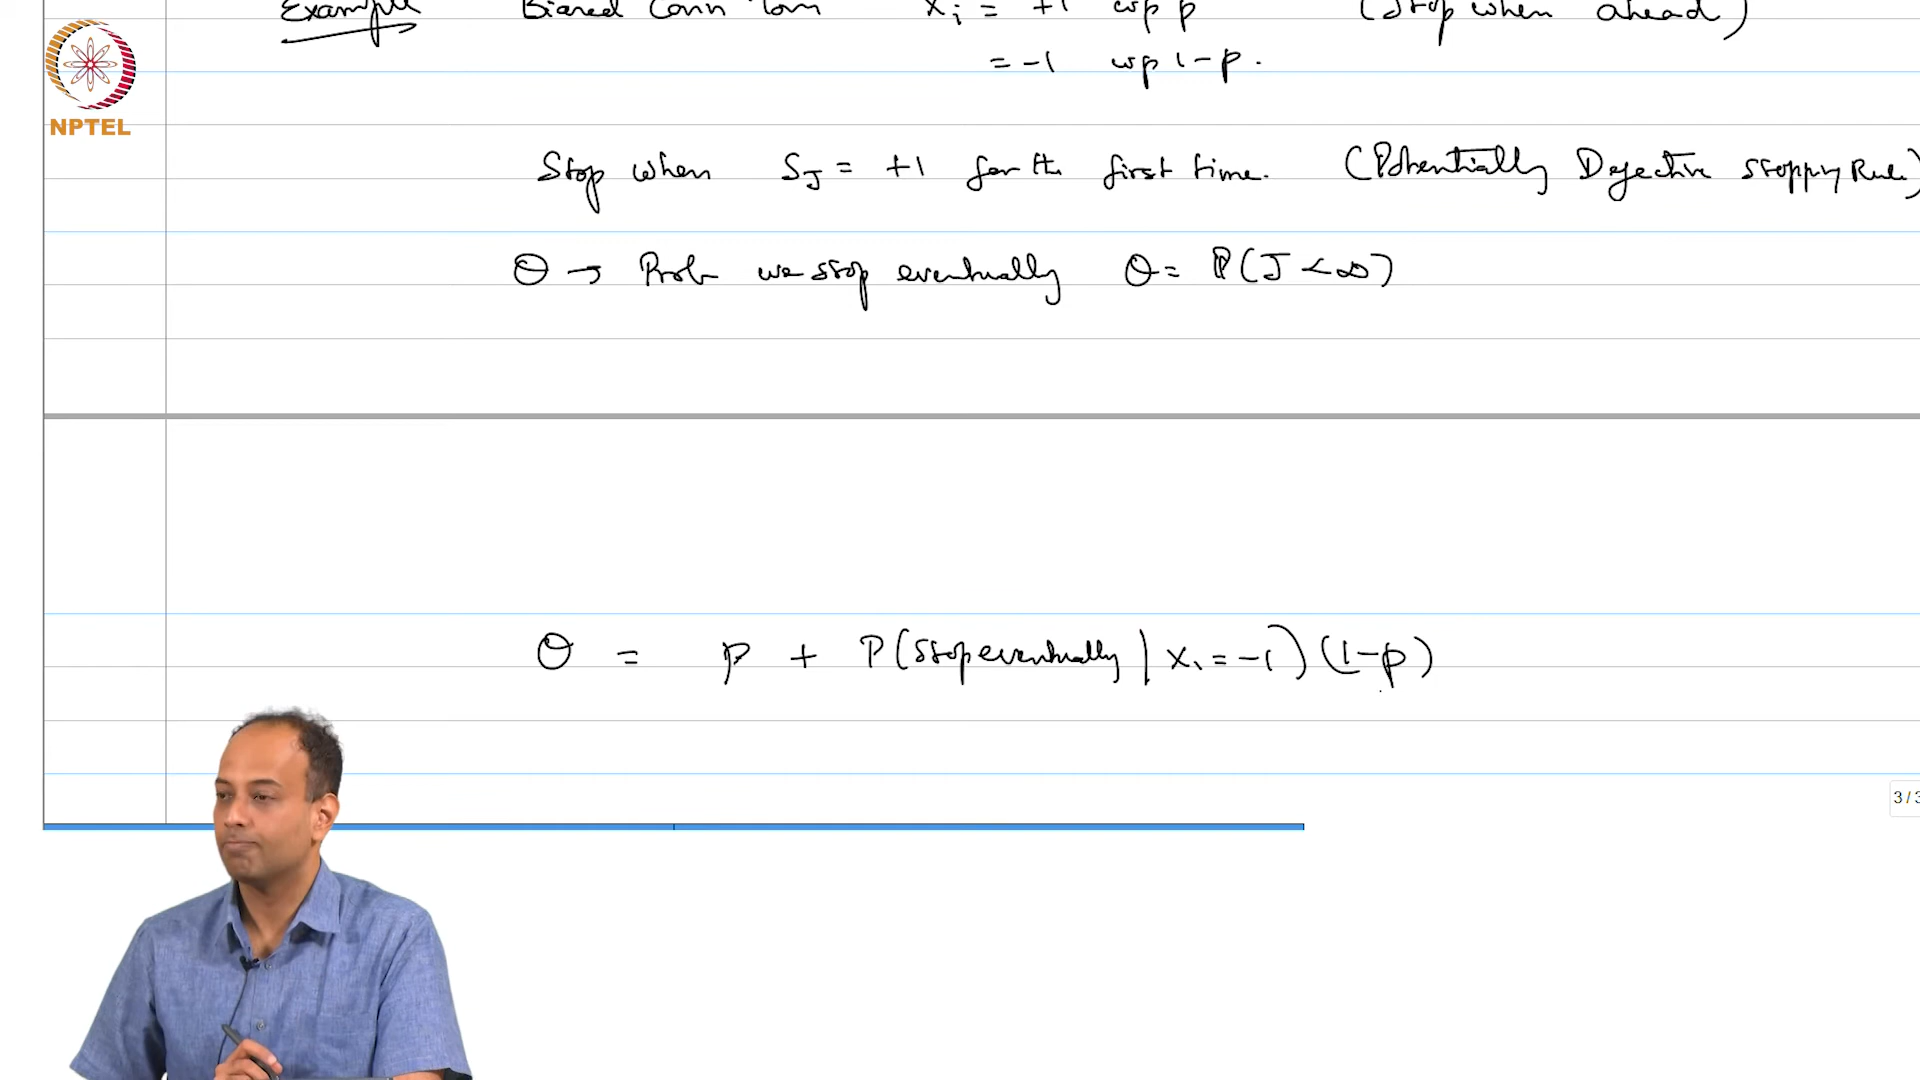 Example Biased Coin Toss Xi = +1 wp p (Stop when ahead)
= -1 wp 1-p.
NPTEL
Stop when SJ = +1 for the first time. (Potentially Defective Stopping Rule)
θ → Prob we stop eventually θ = P(J < ∞)
θ = p + P(stop eventually | X1 = -1) (1-p)
3 / 3